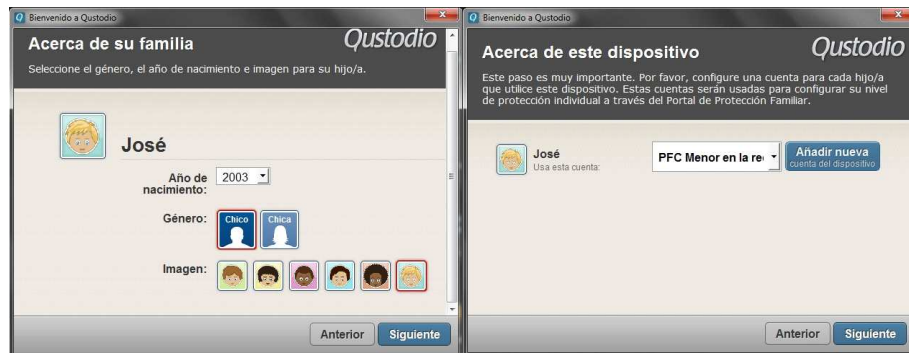 Bienvenido a Qustodio
Acerca de su familia
Qustodio
Seleccione el género, el año de nacimiento e imagen para su hijo/a.
José
Año de nacimiento:
2003
Género:
Chico
Chica
Imagen:
Anterior
Siguiente
Bienvenido a Qustodio
Acerca de este dispositivo
Qustodio
Este paso es muy importante. Por favor, configure una cuenta para cada hijo/a
que utilice este dispositivo. Estas cuentas serán usadas para configurar su nivel
de protección individual a través del Portal de Protección Familiar.
José
Usa esta cuenta:
PFC Menor en la re
Añadir nueva
cuenta del dispositivo
Anterior
Siguiente